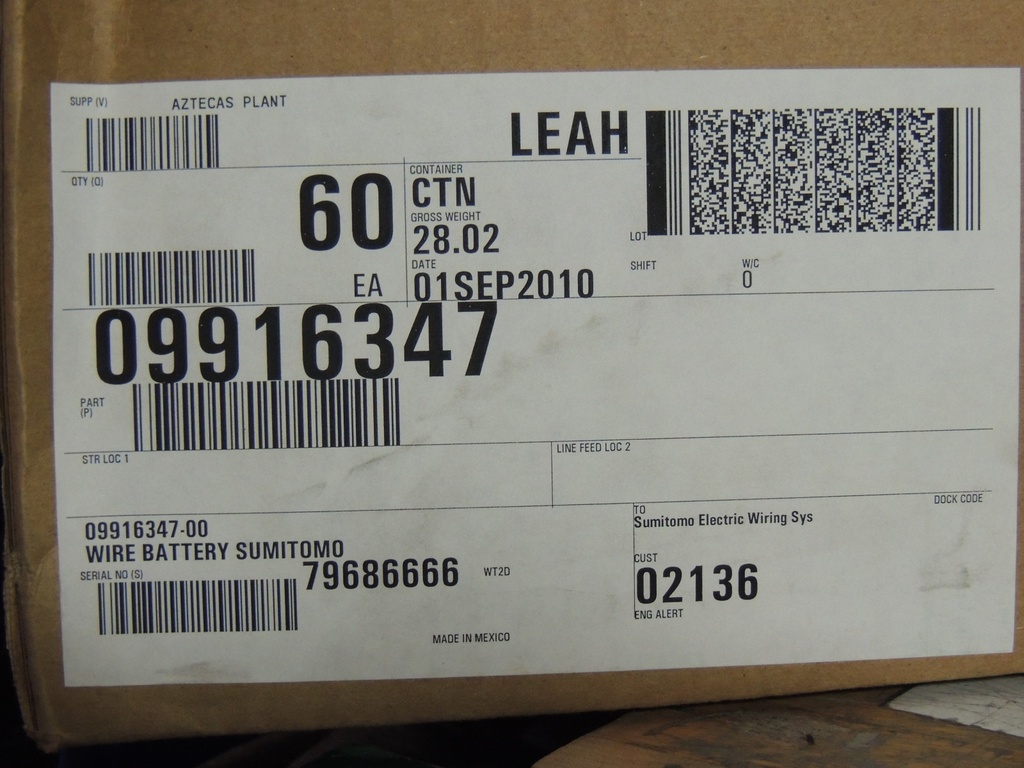 SUPP (V) AZTECAS PLANT
LEAH
QTY (Q)
60
EA
CONTAINER
CTN
GROSS WEIGHT
28.02
DATE
01SEP2010
LOT
SHIFT
W/C
0
09916347
PART
(P)
STR LOC 1
LINE FEED LOC 2
09916347-00
WIRE BATTERY SUMITOMO
SERIAL NO (S)
79686666 WT2D
MADE IN MEXICO
DOCK CODE
TO
Sumitomo Electric Wiring Sys
CUST
02136
ENG ALERT